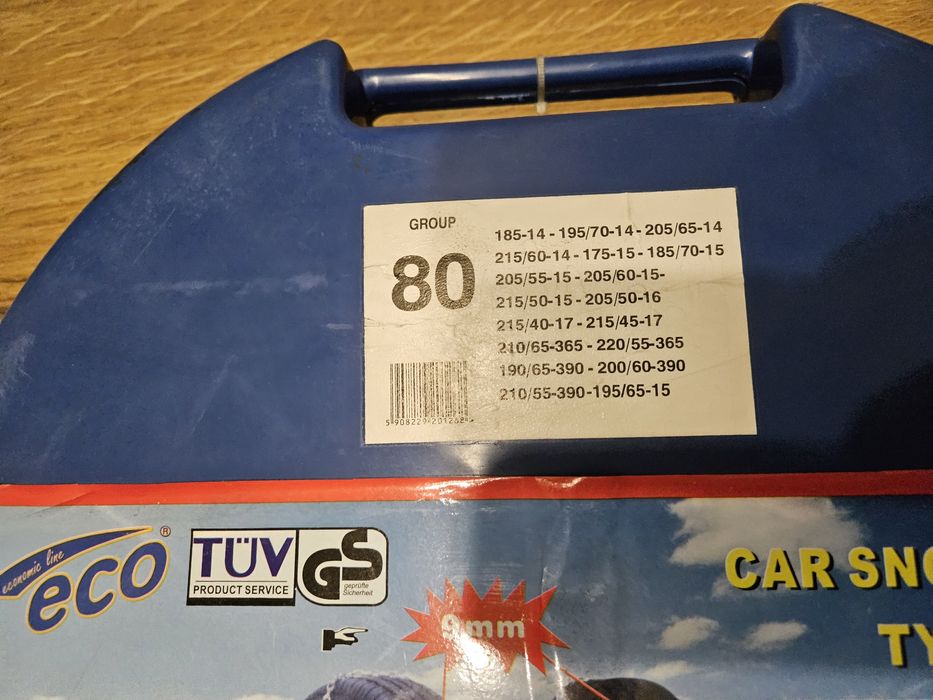 GROUP
80
185-14 - 195/70-14 - 205/65-14
215/60-14 - 175-15 - 185/70-15
205/55-15 - 205/60-15-
215/50-15 - 205/50-16
215/40-17 - 215/45-17
210/65-365 - 220/55-365
190/65-390 - 200/60-390
210/55-390-195/65-15
economic line
eco ®
TÜV
PRODUCT SERVICE
GS
geprüfte
Sicherheit
9mm
CAR